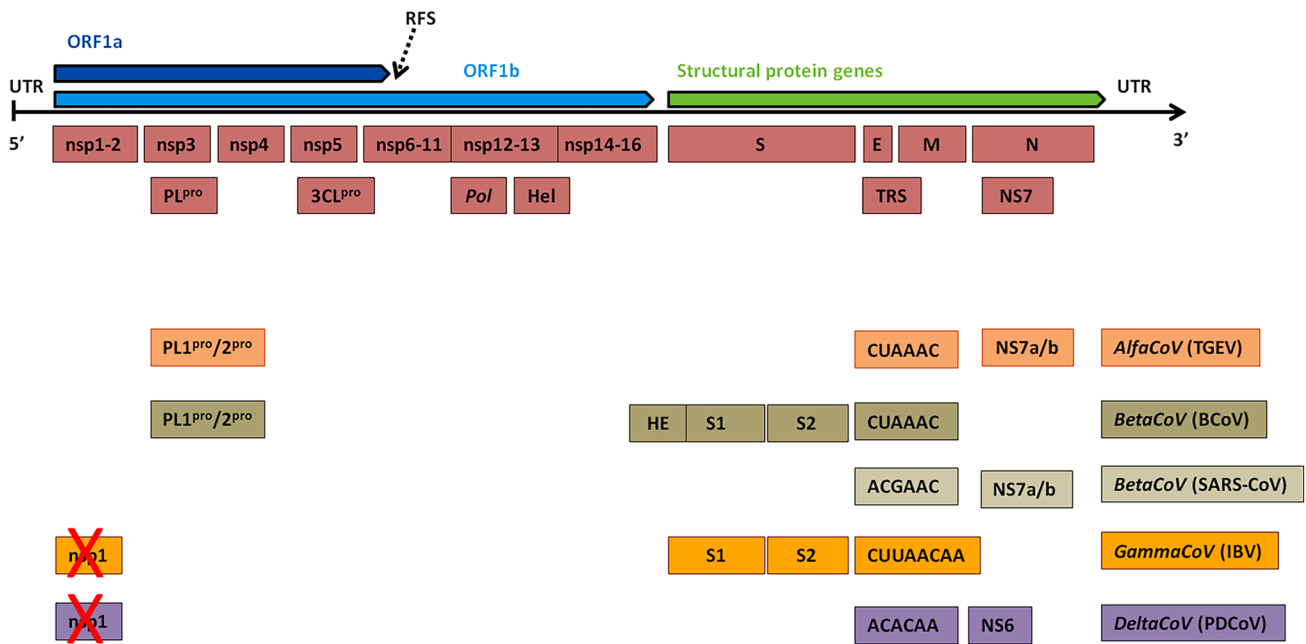 RFS
ORF1a
ORF1b Structural protein genes
UTR UTR
5’ 3’
nsp1-2 nsp3 nsp4 nsp5 nsp6-11 nsp12-13 nsp14-16 S E M N
PLpro 3CLpro Pol Hel TRS NS7
PL1pro/2pro CUAAAC NS7a/b AlfaCoV (TGEV)
PL1pro/2pro HE S1 S2 CUAAAC BetaCoV (BCoV)
ACGAAC NS7a/b BetaCoV (SARS-CoV)
nsp1 S1 S2 CUUAACAA GammaCoV (IBV)
nsp1 ACACAA NS6 DeltaCoV (PDCoV)